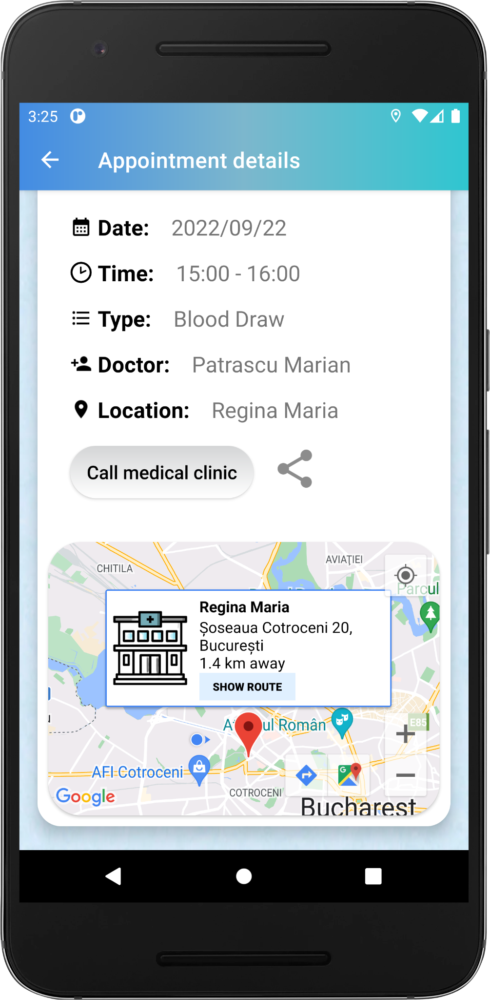 3:25
Appointment details
Date: 2022/09/22
Time: 15:00 - 16:00
Type: Blood Draw
Doctor: Patrascu Marian
Location: Regina Maria
Call medical clinic
CHITILA
AVIAȚIEI
Parcul
Regina Maria
Șoseaua Cotroceni 20,
București
1.4 km away
SHOW ROUTE
Român
E85
AFI Cotroceni
COTROCENI
Google
Bucharest